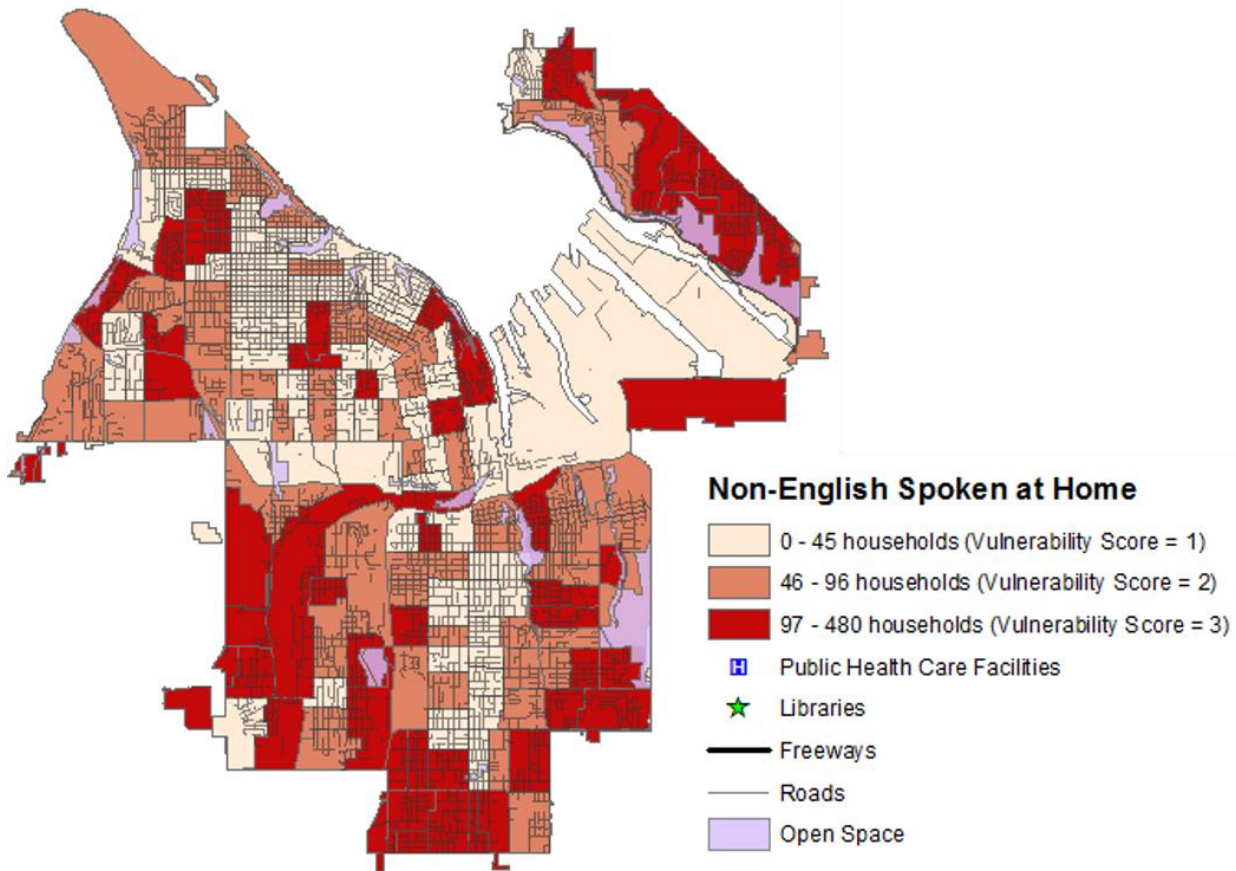 Non-English Spoken at Home
0 - 45 households (Vulnerability Score = 1)
46 - 96 households (Vulnerability Score = 2)
97 - 480 households (Vulnerability Score = 3)
H Public Health Care Facilities
Libraries
Freeways
Roads
Open Space